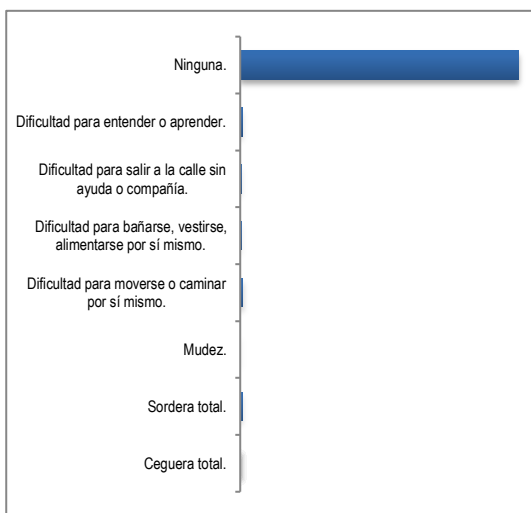 Ninguna.
Dificultad para entender o aprender.
Dificultad para salir a la calle sin
ayuda o compañía.
Dificultad para bañarse, vestirse,
alimentarse por sí mismo.
Dificultad para moverse o caminar
por sí mismo.
Mudez.
Sordera total.
Ceguera total.